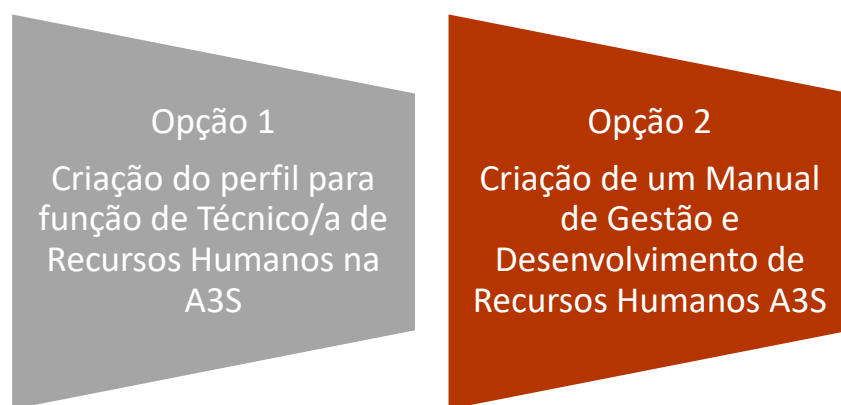 Opção 1
Criação do perfil para
função de Técnico/a de
Recursos Humanos na
A3S
Opção 2
Criação de um Manual
de Gestão e
Desenvolvimento de
Recursos Humanos A3S